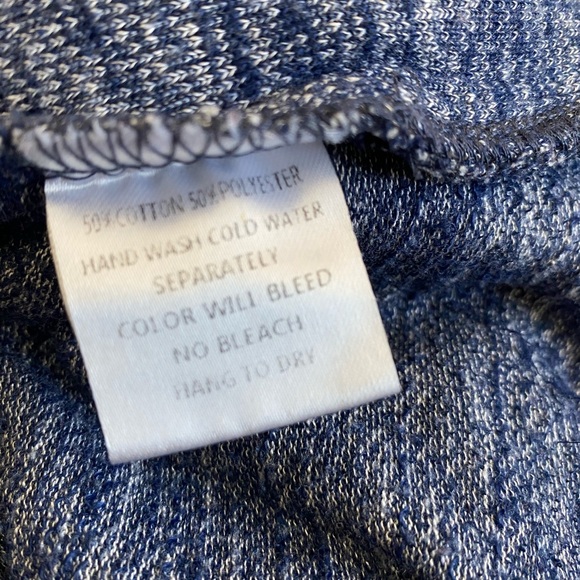 50% COTTON 50% POLYESTER
HAND WASH COLD WATER
SEPARATELY
COLOR WILL BLEED
NO BLEACH
HANG TO DRY